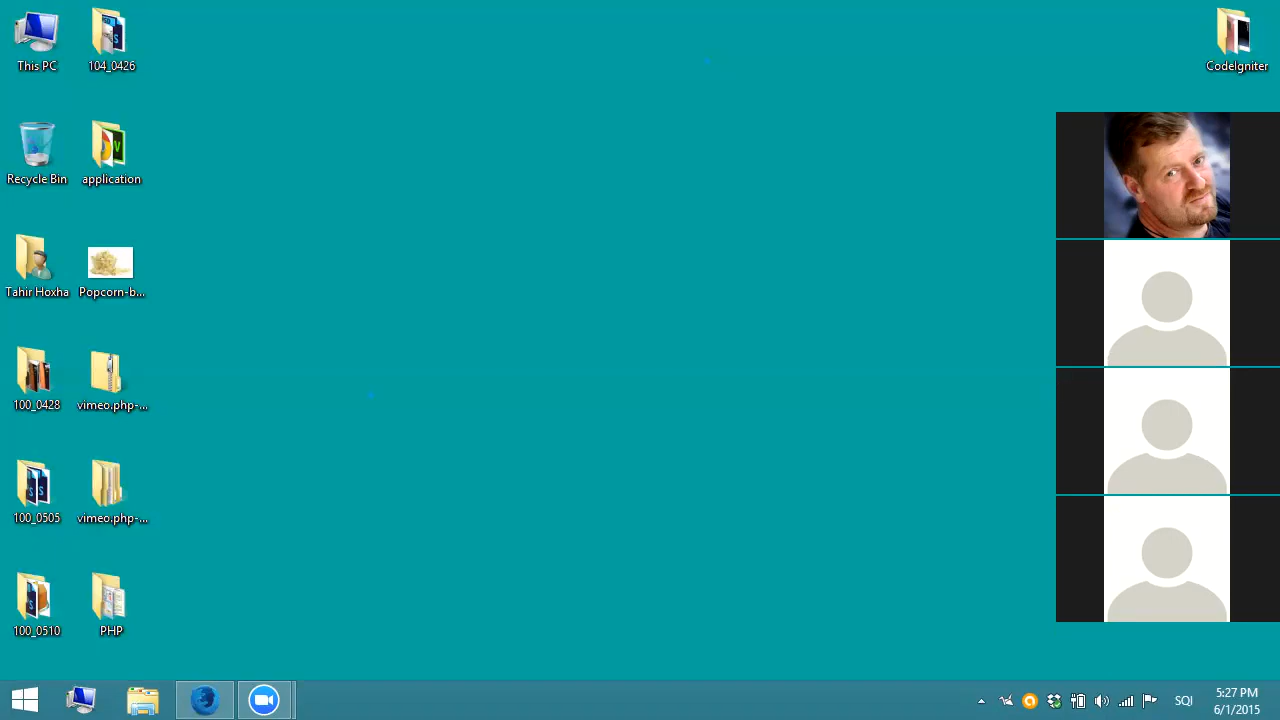 This PC
104_0426
CodeIgniter
Recycle Bin
application
Tahir Hoxha
Popcorn-b...
100_0428
vimeo.php-...
100_0505
vimeo.php-...
100_0510
PHP
SQI
5:27 PM
6/1/2015